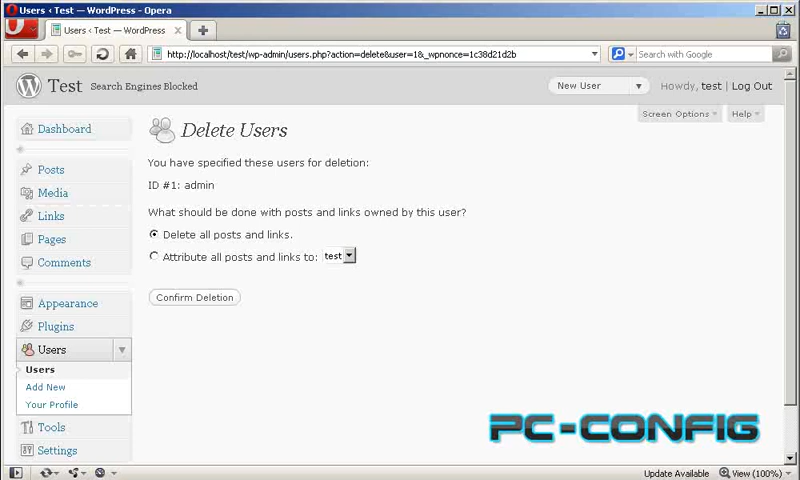 Users ‹ Test — WordPress - Opera
Users ‹ Test — WordPress
http://localhost/test/wp-admin/users.php?action=delete&user=1&_wpnonce=1c38d21d2b
Search with Google
Test Search Engines Blocked
New User
Howdy, test | Log Out
Screen Options
Help
Dashboard
Posts
Media
Links
Pages
Comments
Appearance
Plugins
Users
Users
Add New
Your Profile
Tools
Settings
Delete Users
You have specified these users for deletion:
ID #1: admin
What should be done with posts and links owned by this user?
Delete all posts and links.
Attribute all posts and links to: test
Confirm Deletion
PC-CONFIG
Update Available
View (100%)